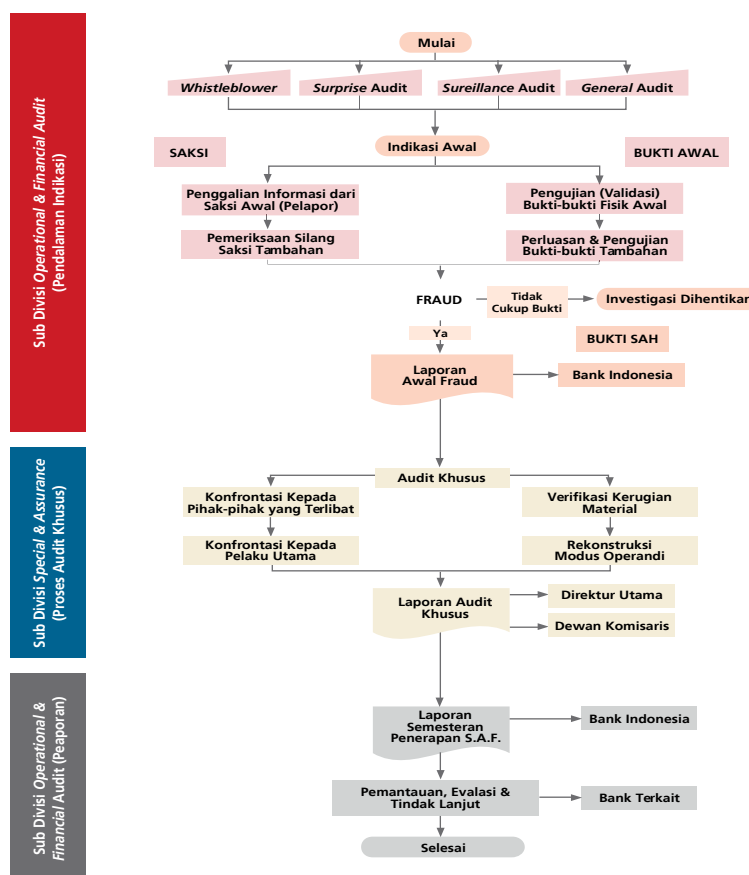 Sub Divisi Operational & Financial Audit
(Pendalaman Indikasi)
Mulai
Whistleblower
Surprise Audit
Sureillance Audit
General Audit
Indikasi Awal
SAKSI
BUKTI AWAL
Penggalian Informasi dari
Saksi Awal (Pelapor)
Pengujian (Validasi)
Bukti-bukti Fisik Awal
Pemeriksaan Silang
Saksi Tambahan
Perluasan & Pengujian
Bukti-bukti Tambahan
FRAUD
Tidak
Cukup Bukti
Investigasi Dihentikan
Ya
BUKTI SAH
Laporan
Awal Fraud
Bank Indonesia
Sub Divisi Special & Assurance
(Proses Audit Khusus)
Audit Khusus
Konfrontasi Kepada
Pihak-pihak yang Terlibat
Verifikasi Kerugian
Material
Konfrontasi Kepada
Pelaku Utama
Rekonstruksi
Modus Operandi
Laporan Audit
Khusus
Direktur Utama
Dewan Komisaris
Sub Divisi Operational &
Financial Audit (Peaporan)
Laporan
Semesteran
Penerapan S.A.F.
Bank Indonesia
Pemantauan, Evalasi &
Tindak Lanjut
Bank Terkait
Selesai